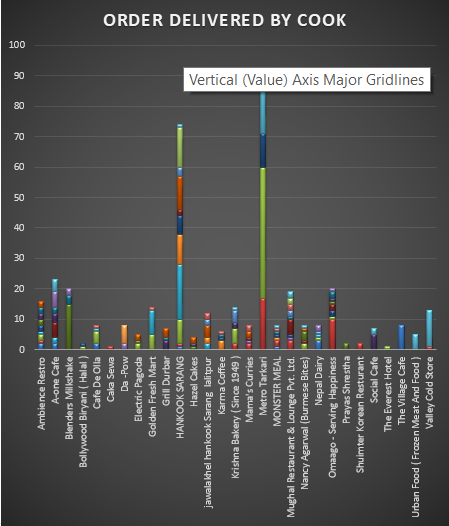 ORDER DELIVERED BY COOK
100
90
Vertical (Value) Axis Major Gridlines
80
70
60
50
40
30
20
10
0
Ambience Restro
A-one Cafe
Blenders Milkshake
Bollywood Biryani ( Halal )
Cafe De Olla
Caka Sewa
Da -Pow
Electric Pagoda
Golden Fresh Mart
Grill Durbar
HANKOOK SARANG
Hazel Cakes
jawalakhel hankook Sarang lalitpur
Karma Coffee
Krishna Bakery ( Since 1949 )
Mama's Curries
Metro Tarkari
MONSTER MEAL
Mughal Restaurant & Lounge Pvt. Ltd.
Nancy Agarwal (Burmese Bites)
Nepal Dairy
Omaago - Serving Happiness
Prayas Shrestha
Shuimter Korean Resturant
Social Cafe
The Everest Hotel
The Village Cafe
Urban Food ( Frozen Meat And Food )
Valley Cold Store